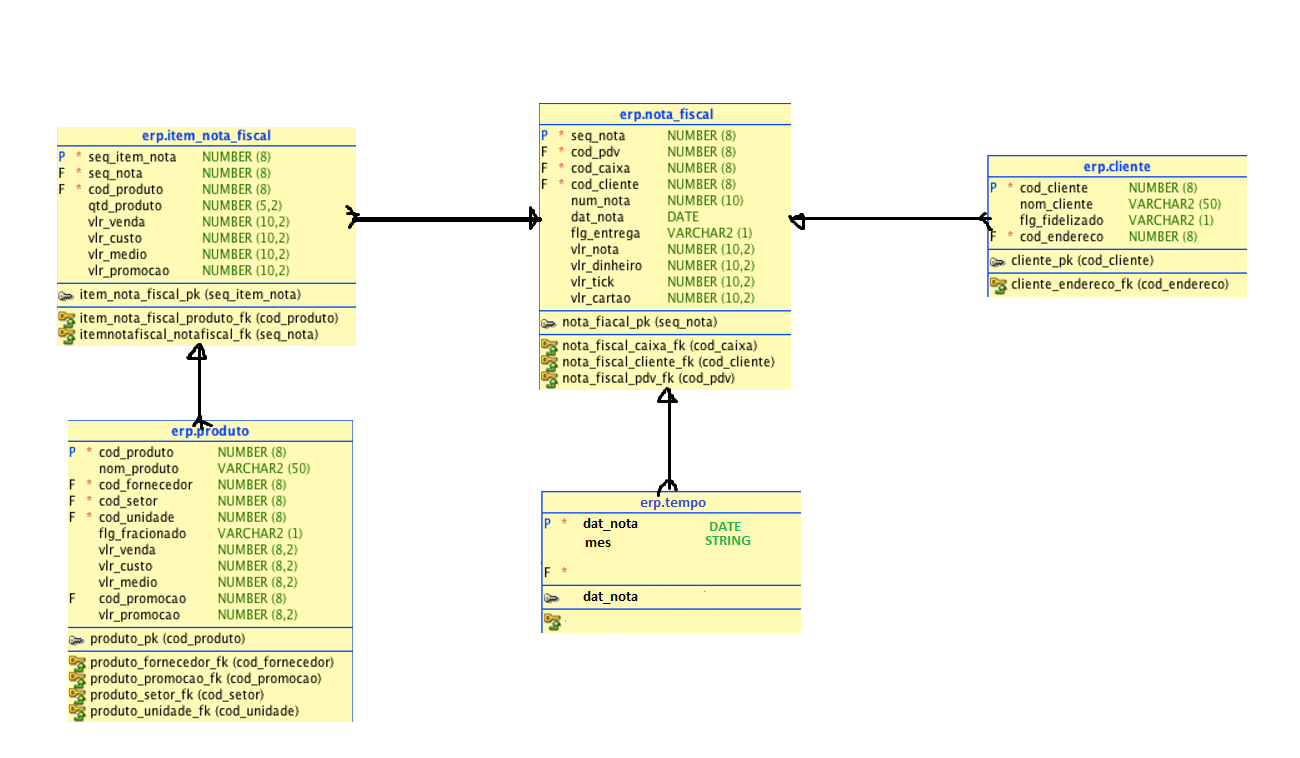 erp.item_nota_fiscal
P * seq_item_nota NUMBER (8)
F * seq_nota NUMBER (8)
F * cod_produto NUMBER (8)
qtd_produto NUMBER (5,2)
vlr_venda NUMBER (10,2)
vlr_custo NUMBER (10,2)
vlr_medio NUMBER (10,2)
vlr_promocao NUMBER (10,2)
item_nota_fiscal_pk (seq_item_nota)
item_nota_fiscal_produto_fk (cod_produto)
itemnotafiscal_notafiscal_fk (seq_nota)
erp.nota_fiscal
P * seq_nota NUMBER (8)
F * cod_pdv NUMBER (8)
F * cod_caixa NUMBER (8)
F * cod_cliente NUMBER (8)
num_nota NUMBER (10)
dat_nota DATE
flg_entrega VARCHAR2 (1)
vlr_nota NUMBER (10,2)
vlr_dinheiro NUMBER (10,2)
vlr_tick NUMBER (10,2)
vlr_cartao NUMBER (10,2)
nota_fiacal_pk (seq_nota)
nota_fiscal_caixa_fk (cod_caixa)
nota_fiscal_cliente_fk (cod_cliente)
nota_fiscal_pdv_fk (cod_pdv)
erp.cliente
P * cod_cliente NUMBER (8)
nom_cliente VARCHAR2 (50)
flg_fidelizado VARCHAR2 (1)
F * cod_endereco NUMBER (8)
cliente_pk (cod_cliente)
cliente_endereco_fk (cod_endereco)
erp.produto
P * cod_produto NUMBER (8)
nom_produto VARCHAR2 (50)
F * cod_fornecedor NUMBER (8)
F * cod_setor NUMBER (8)
F * cod_unidade NUMBER (8)
flg_fracionado VARCHAR2 (1)
vlr_venda NUMBER (8,2)
vlr_custo NUMBER (8,2)
vlr_medio NUMBER (8,2)
F cod_promocao NUMBER (8)
vlr_promocao NUMBER (8,2)
produto_pk (cod_produto)
produto_fornecedor_fk (cod_fornecedor)
produto_promocao_fk (cod_promocao)
produto_setor_fk (cod_setor)
produto_unidade_fk (cod_unidade)
erp.tempo
P * dat_nota DATE
mes STRING
F *
dat_nota